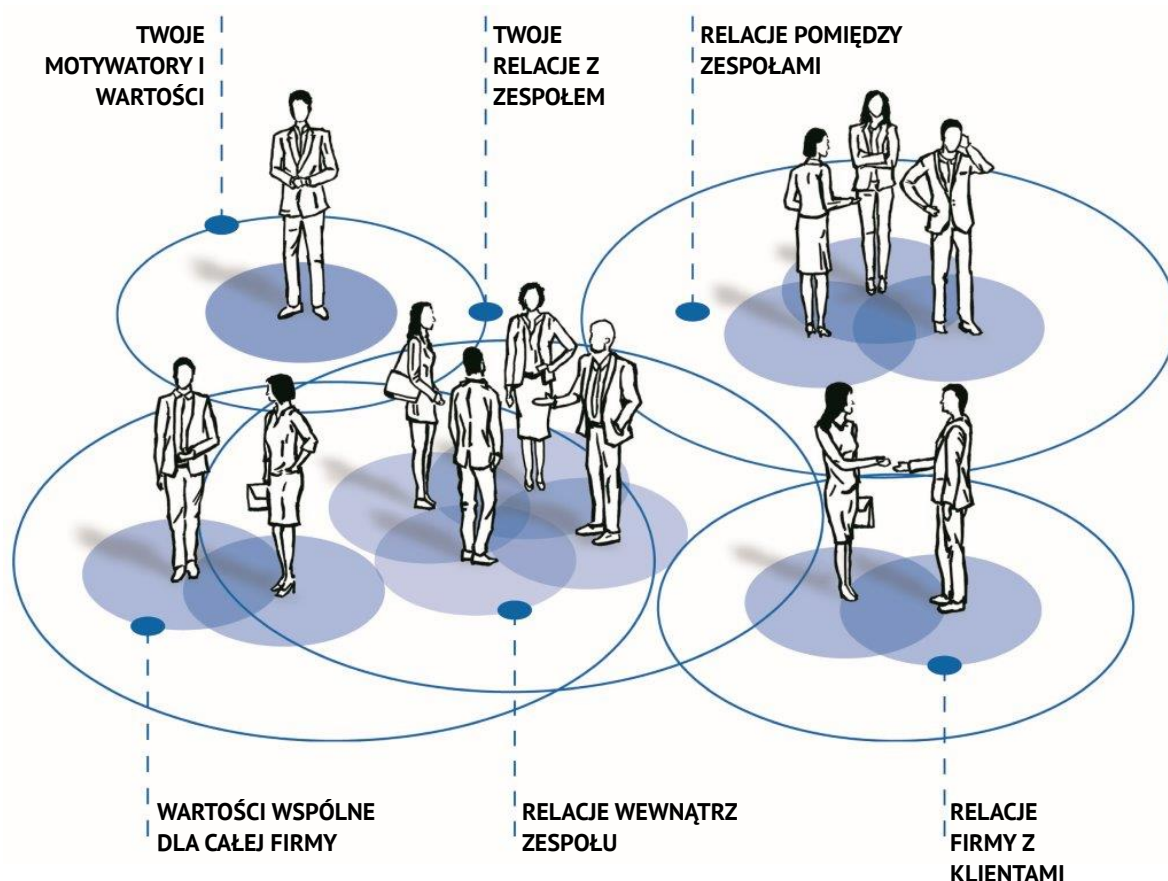 TWOJE
MOTYWATORY I
WARTOŚCI
TWOJE
RELACJE Z
ZESPOŁEM
RELACJE POMIĘDZY
ZESPOŁAMI
WARTOŚCI WSPÓLNE
DLA CAŁEJ FIRMY
RELACJE WEWNĄTRZ
ZESPOŁU
RELACJE
FIRMY Z
KLIENTAMI